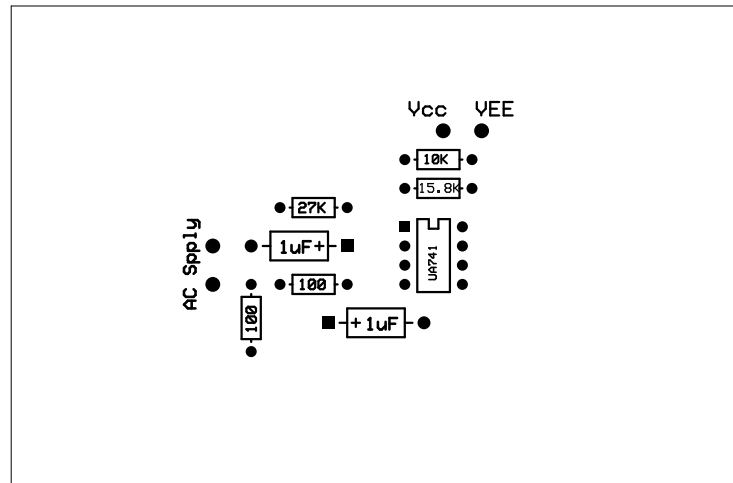 Vcc VEE
10K
15.8K
27K
1uF+
UA741
AC Spply
100
100
+1uF